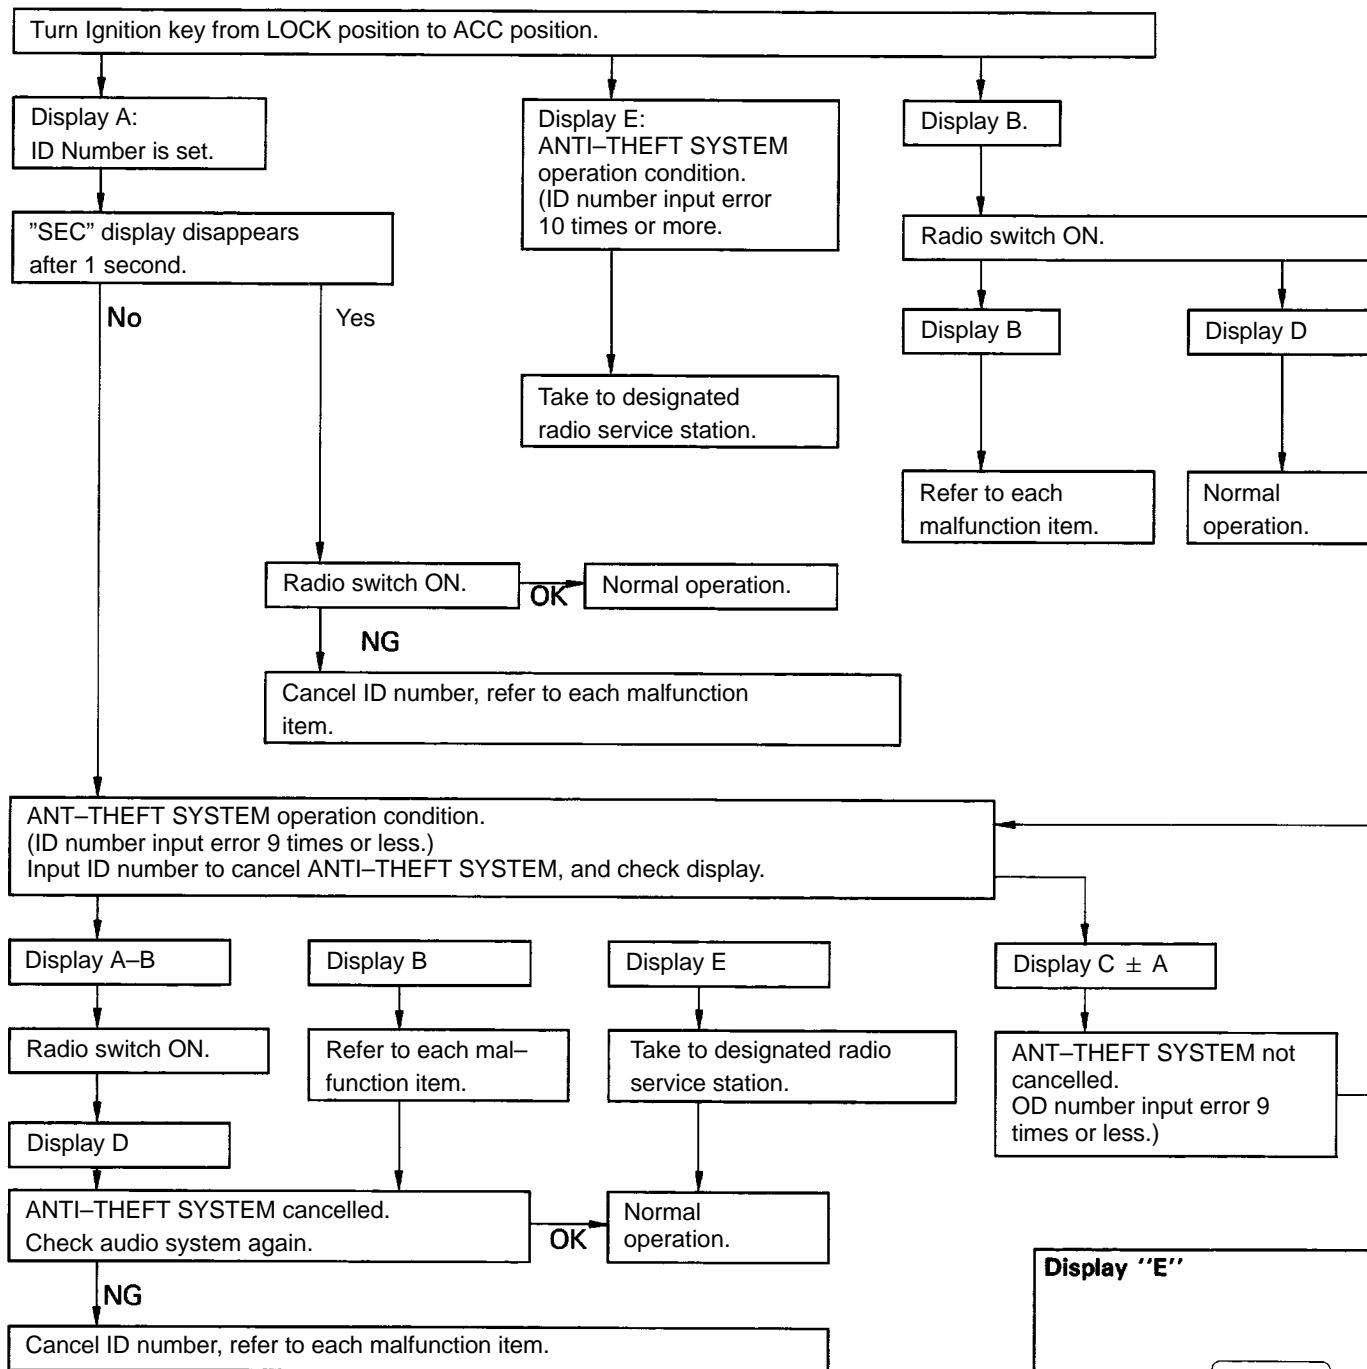 Turn Ignition key from LOCK position to ACC position.
Display A:
ID Number is set.
Display E:
ANTI–THEFT SYSTEM
operation condition.
(ID number input error
10 times or more.
Display B.
”SEC” display disappears
after 1 second.
Radio switch ON.
No
Yes
Display B
Display D
Take to designated
radio service station.
Refer to each
malfunction item.
Normal
operation.
Radio switch ON.
OK
Normal operation.
NG
Cancel ID number, refer to each malfunction
item.
ANT–THEFT SYSTEM operation condition.
(ID number input error 9 times or less.)
Input ID number to cancel ANTI–THEFT SYSTEM, and check display.
Display A–B
Display B
Display E
Display C ± A
Radio switch ON.
Refer to each mal–
function item.
Take to designated radio
service station.
ANT–THEFT SYSTEM not
cancelled.
OD number input error 9
times or less.)
Display D
ANTI–THEFT SYSTEM cancelled.
Check audio system again.
OK
Normal
operation.
NG
Cancel ID number, refer to each malfunction item.
Display ''E''